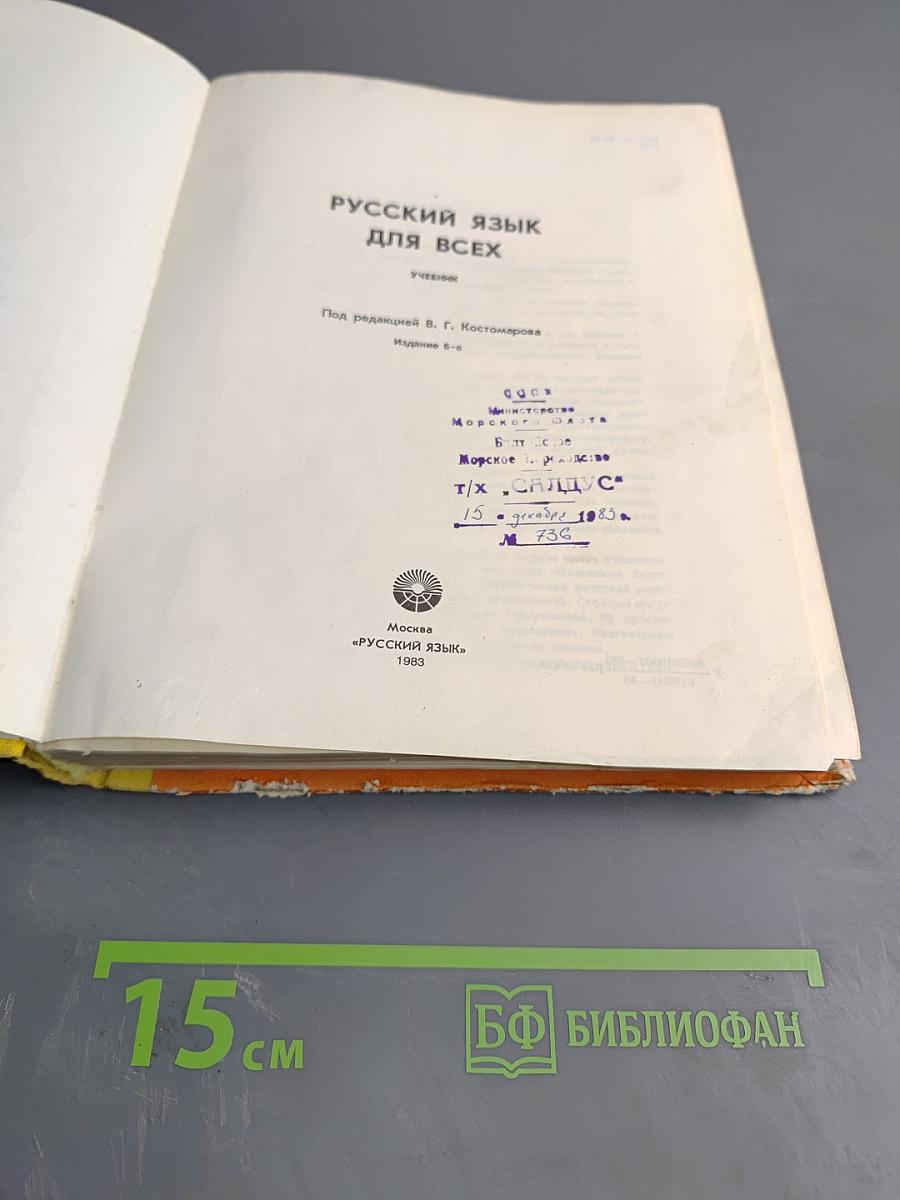 РУССКИЙ ЯЗЫК
ДЛЯ ВСЕХ
УЧЕБНИК
Под редакцией В. Г. Костомарова
Издание 6-е
СССР
Министерство
Морского Флота
Морское
т/х „САЛДУС“
15 - декабря 1983 г.
№ 736
Москва
«РУССКИЙ ЯЗЫК»
1983
15 см
БФ БИБЛИОФАН